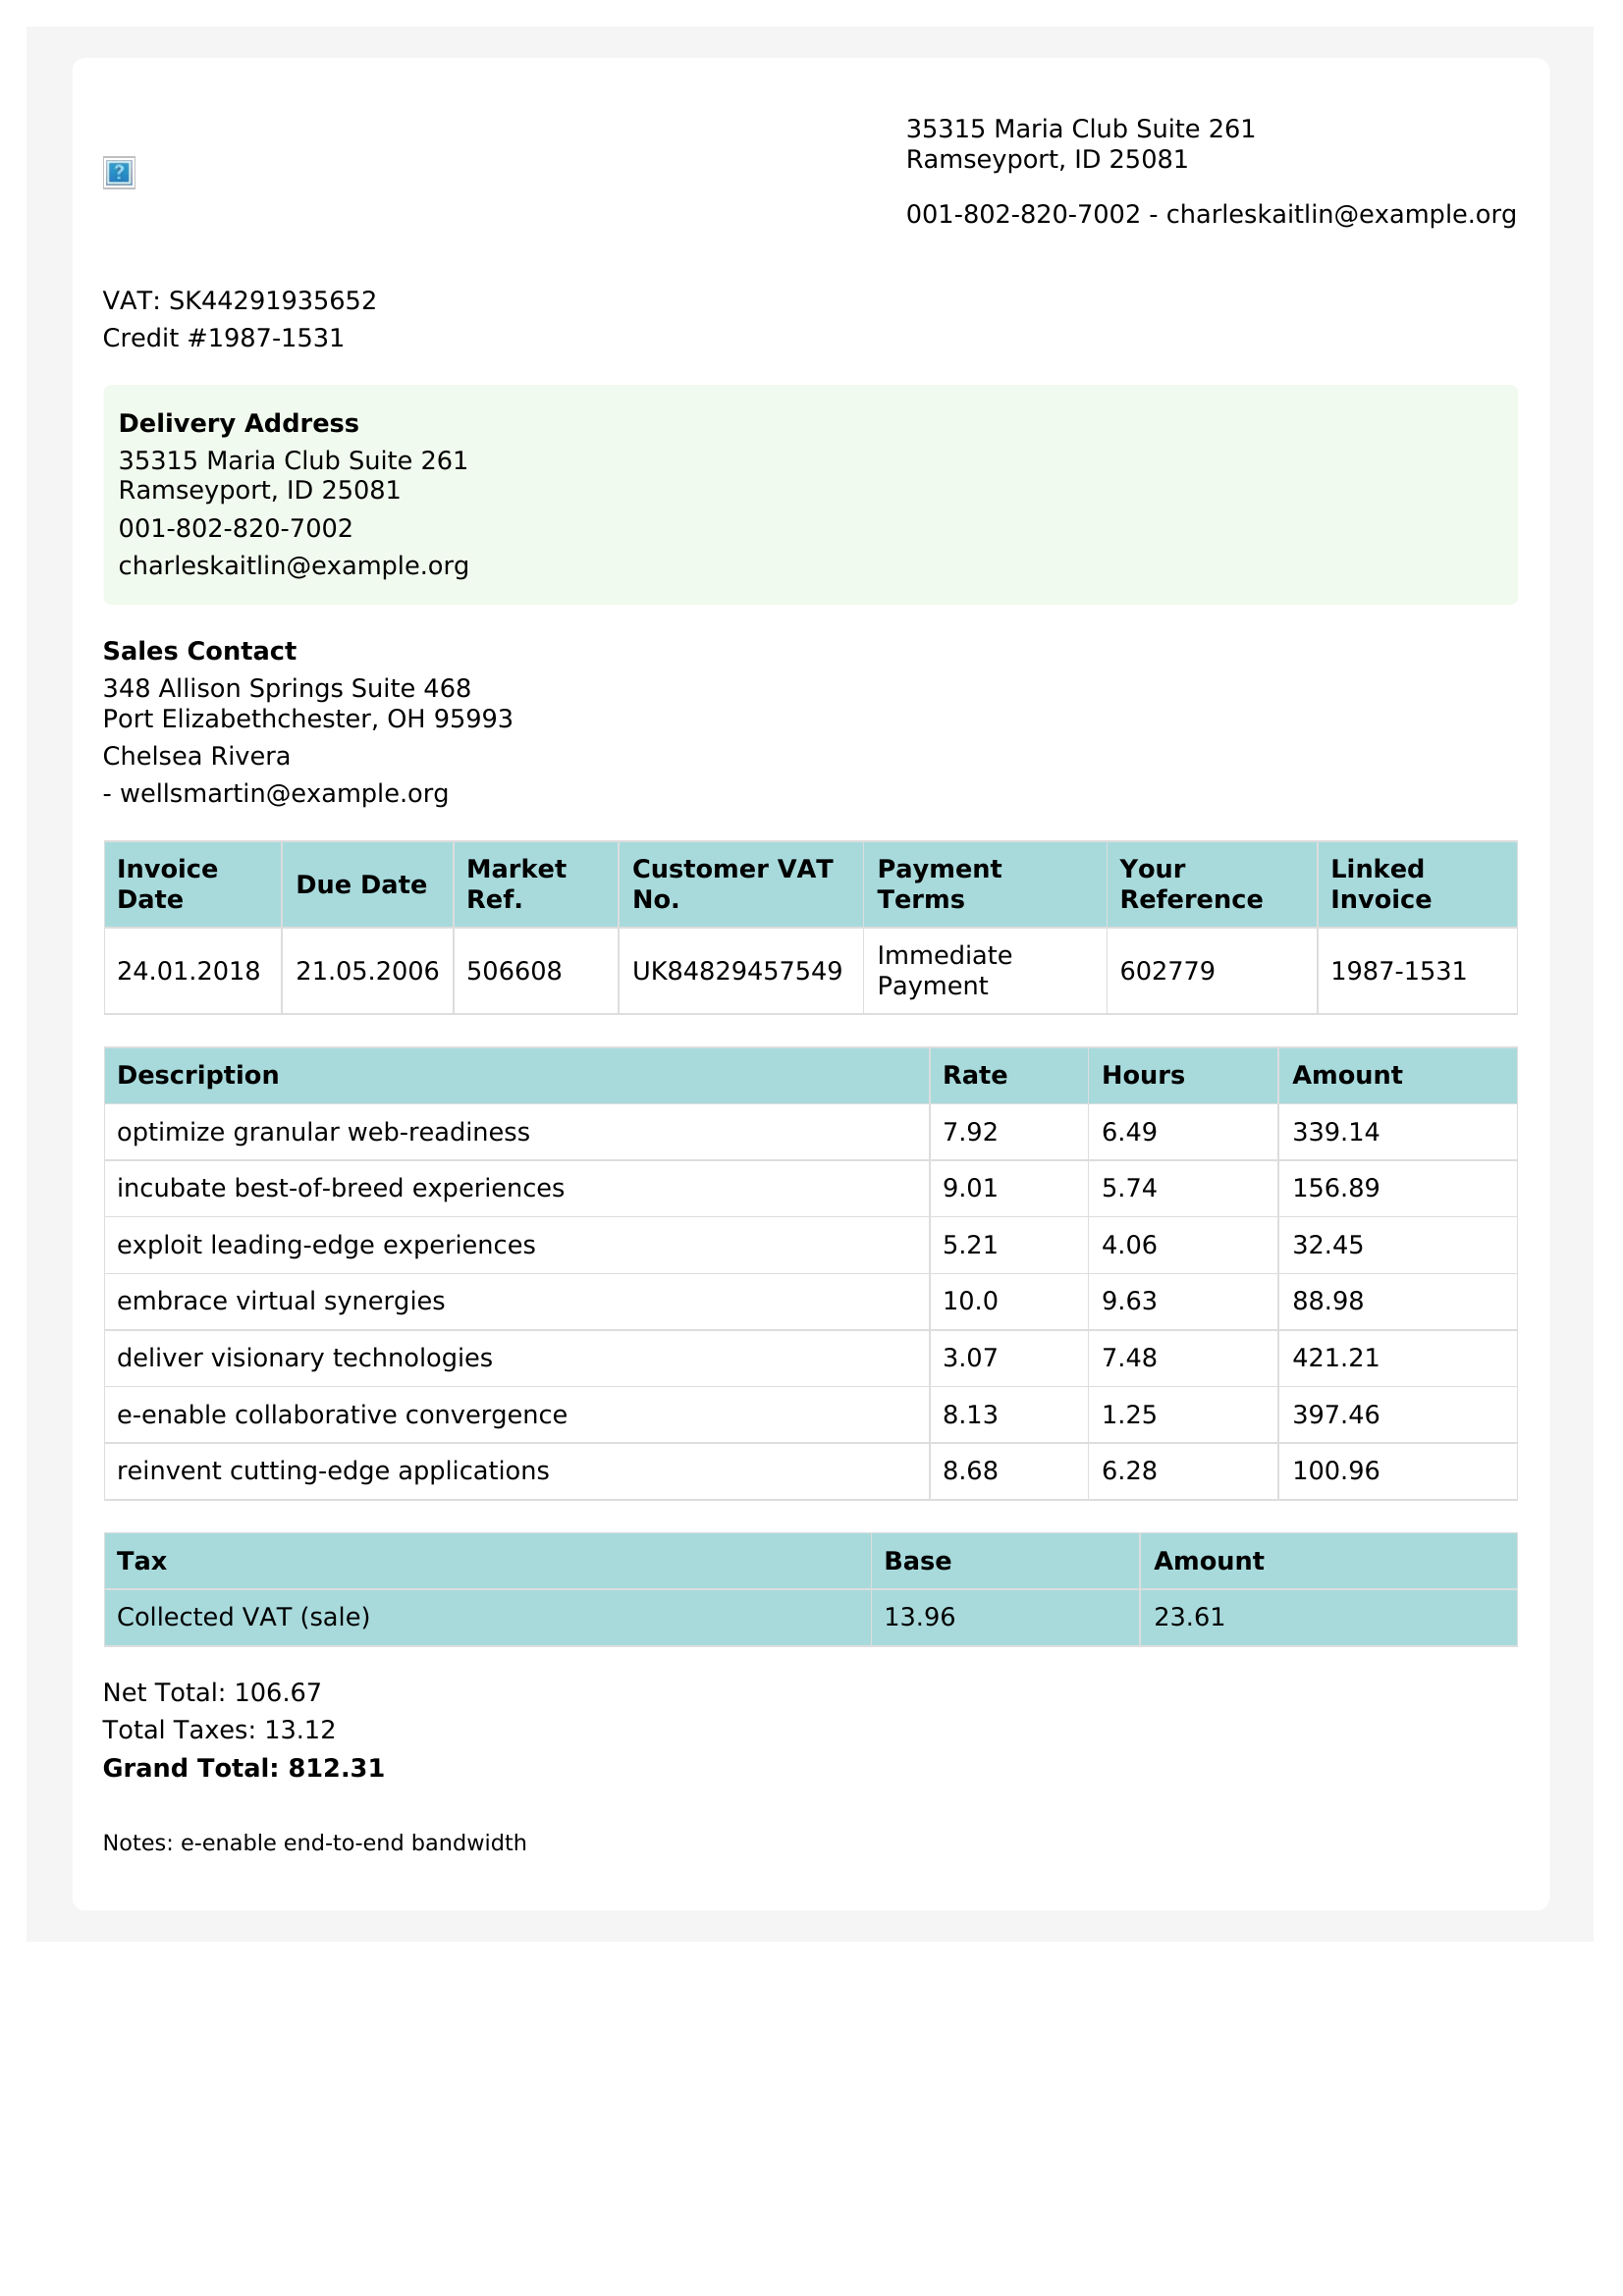 35315 Maria Club Suite 261
Ramseyport, ID 25081
001-802-820-7002 - charleskaitlin@example.org
VAT: SK44291935652
Credit #1987-1531
Delivery Address
35315 Maria Club Suite 261
Ramseyport, ID 25081
001-802-820-7002
charleskaitlin@example.org
Sales Contact
348 Allison Springs Suite 468
Port Elizabethchester, OH 95993
Chelsea Rivera
- wellsmartin@example.org
Invoice Date Due Date Market Ref. Customer VAT No. Payment Terms Your Reference Linked Invoice
24.01.2018 21.05.2006 506608 UK84829457549 Immediate Payment 602779 1987-1531
Description Rate Hours Amount
optimize granular web-readiness 7.92 6.49 339.14
incubate best-of-breed experiences 9.01 5.74 156.89
exploit leading-edge experiences 5.21 4.06 32.45
embrace virtual synergies 10.0 9.63 88.98
deliver visionary technologies 3.07 7.48 421.21
e-enable collaborative convergence 8.13 1.25 397.46
reinvent cutting-edge applications 8.68 6.28 100.96
Tax Base Amount
Collected VAT (sale) 13.96 23.61
Net Total: 106.67
Total Taxes: 13.12
Grand Total: 812.31
Notes: e-enable end-to-end bandwidth